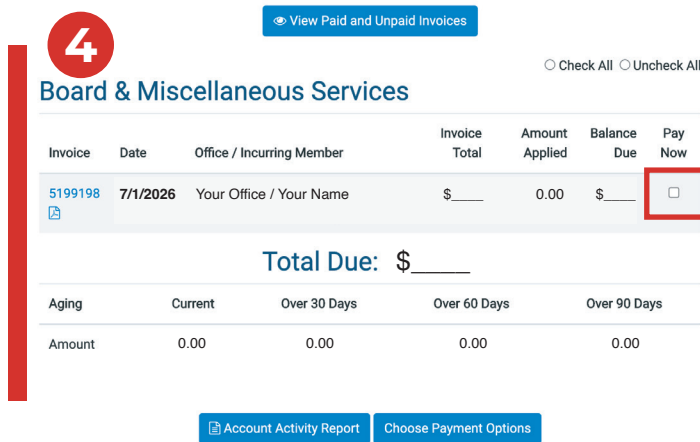 View Paid and Unpaid Invoices
4
Check All Uncheck All
Board & Miscellaneous Services
Invoice Date Office / Incurring Member Invoice Total Amount Applied Balance Due Pay Now
5199198 7/1/2026 Your Office / Your Name $____ 0.00 $____
Total Due: $____
Aging Current Over 30 Days Over 60 Days Over 90 Days
Amount 0.00 0.00 0.00 0.00
Account Activity Report Choose Payment Options